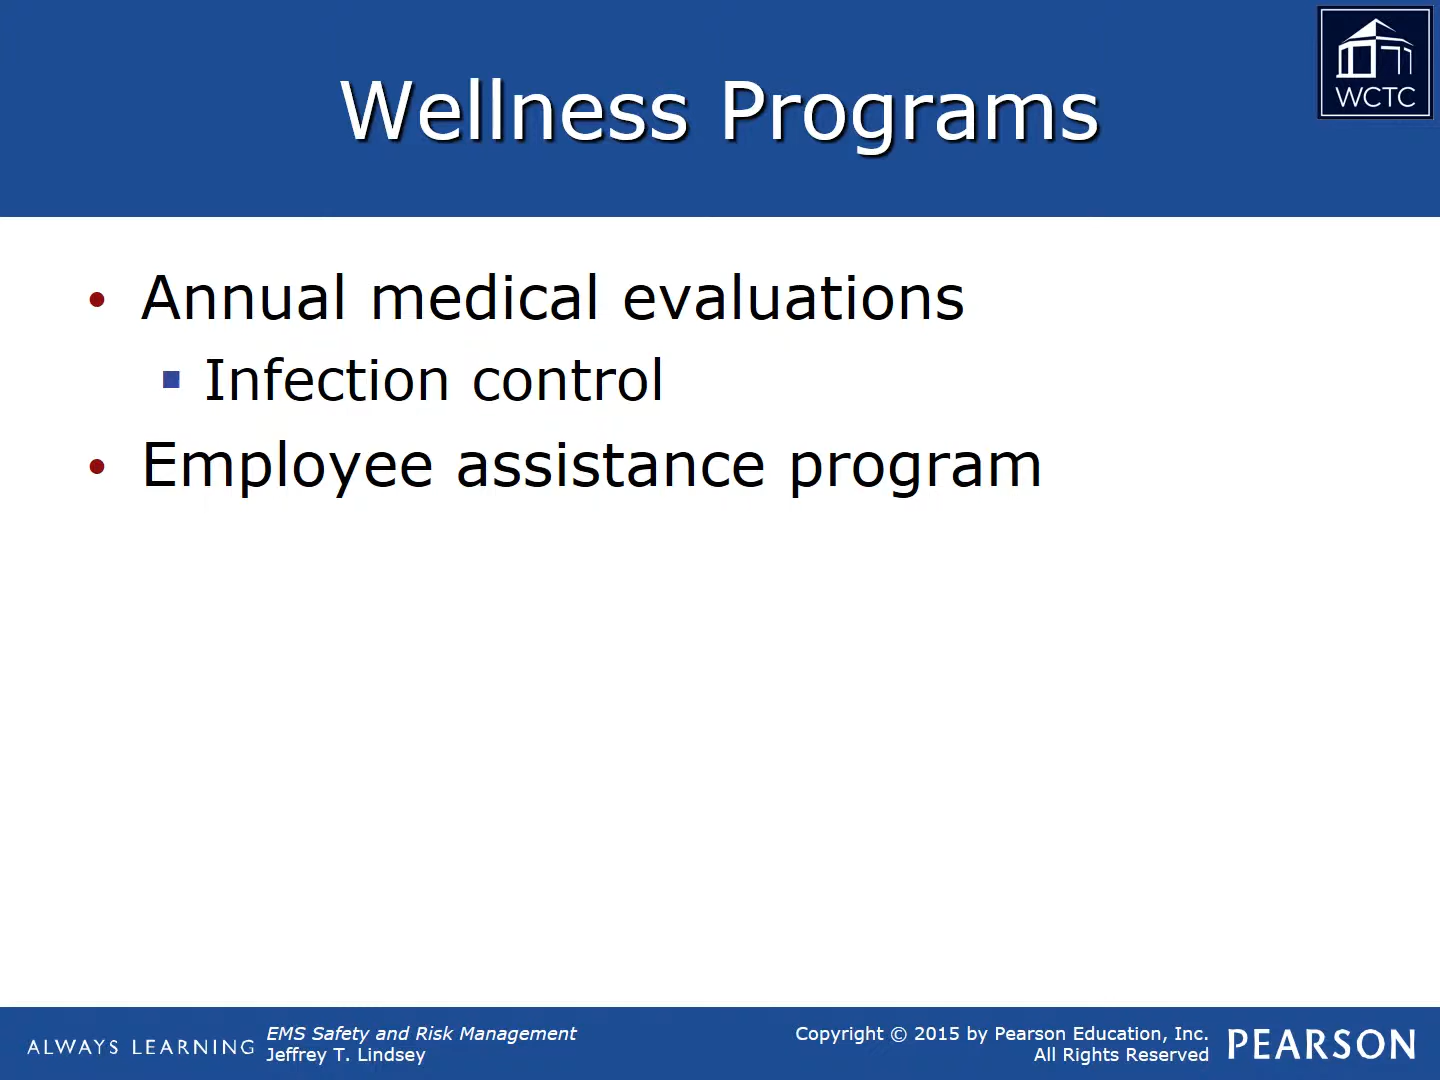 Wellness Programs
WCTC
• Annual medical evaluations
▪ Infection control
• Employee assistance program
ALWAYS LEARNING
EMS Safety and Risk Management
Jeffrey T. Lindsey
Copyright © 2015 by Pearson Education, Inc.
All Rights Reserved
PEARSON